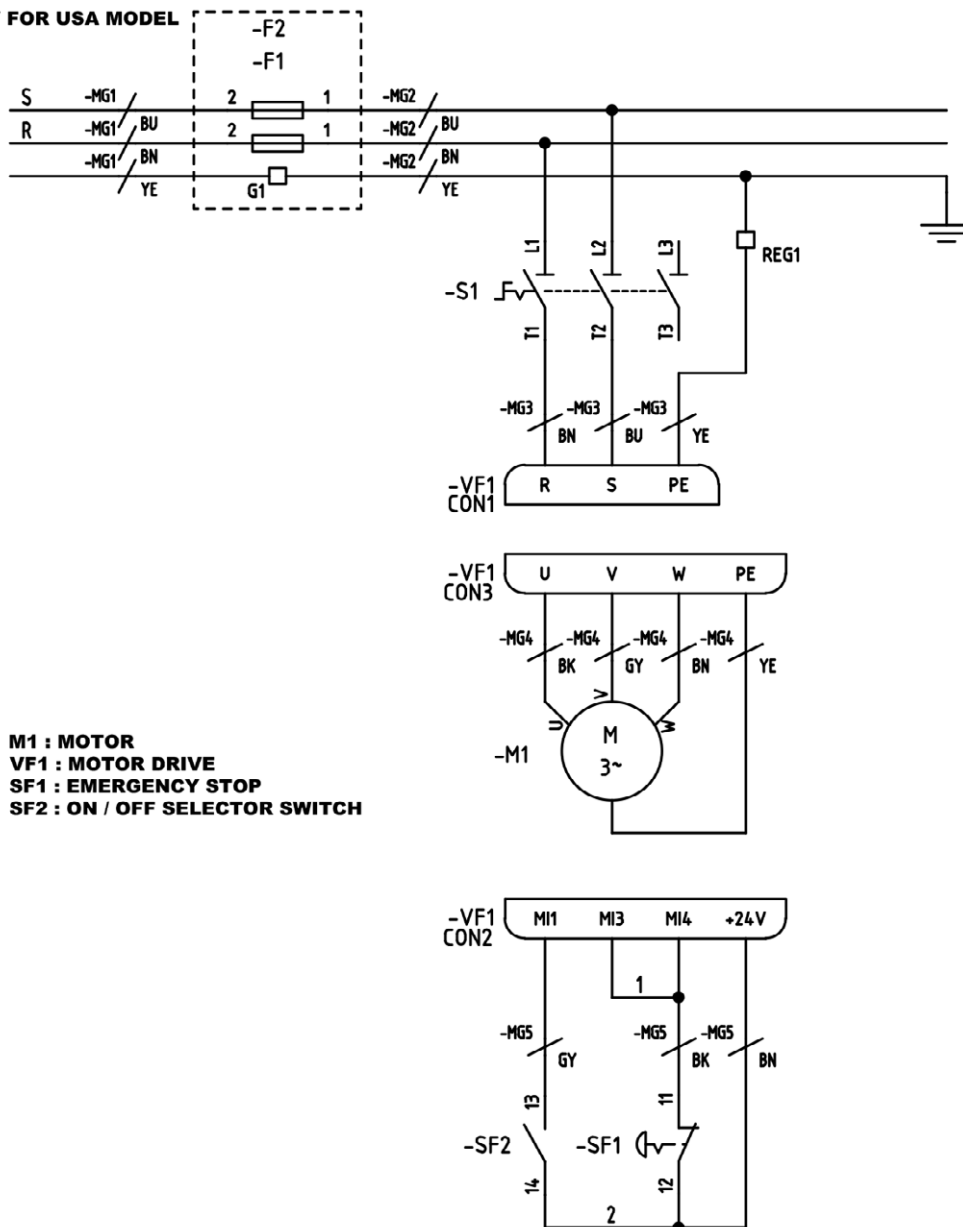 FOR USA MODEL
-F2
-F1
S -MG1 BU 2 1 -MG2 BU
R -MG1 BN 2 1 -MG2 BN
-MG1 YE G1 -MG2 YE
REG1
L1 L2 L3
-S1
T1 T2 T3
-MG3 BN -MG3 BU -MG3 YE
-VF1 R S PE
CON1
-VF1 U V W PE
CON3
-MG4 BK -MG4 GY -MG4 BN -MG4 YE
U V W
-M1 M
3~
M1 : MOTOR
VF1 : MOTOR DRIVE
SF1 : EMERGENCY STOP
SF2 : ON / OFF SELECTOR SWITCH
-VF1 MI1 MI3 MI4 +24V
CON2
1
-MG5 GY -MG5 BK -MG5 BN
13 11
-SF2 -SF1
14 12
2